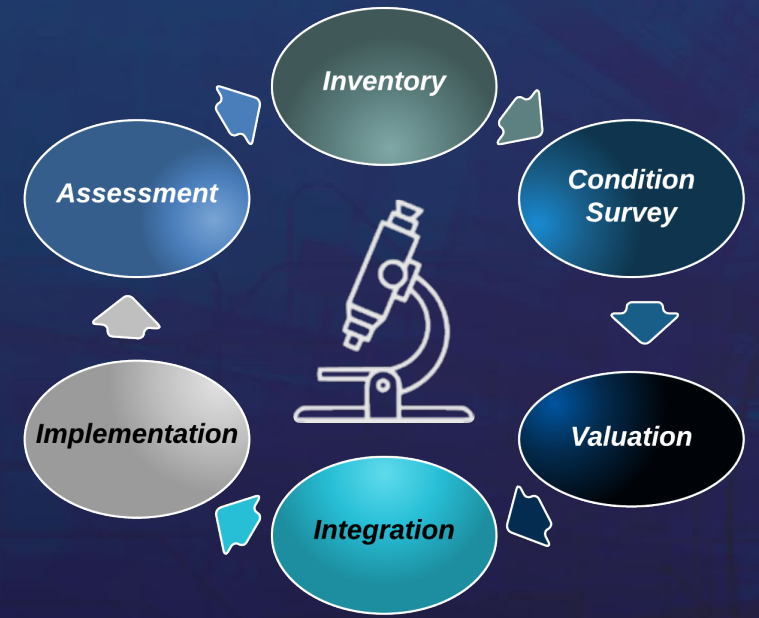 Inventory
Condition
Survey
Valuation
Integration
Implementation
Assessment